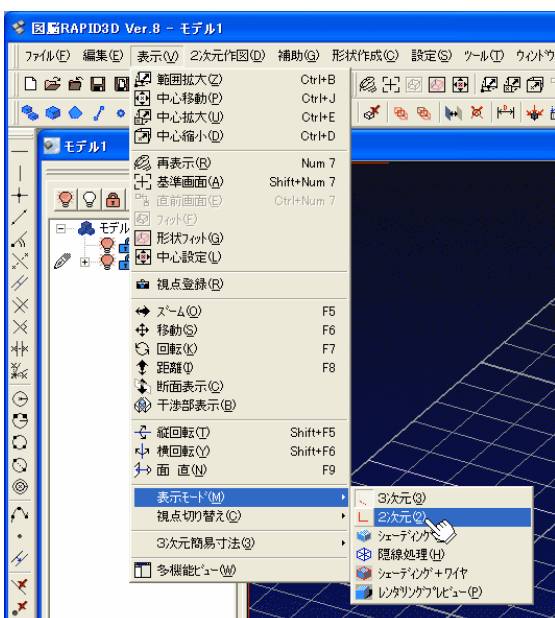 図脳RAPID3D Ver.8 - モデル1
ファイル(F) 編集(E) 表示(V) 2次元作図(D) 補助(G) 形状作成(C) 設定(S) ツール(T) ウィンドウ
範囲拡大(Z) Ctrl+B
中心移動(P) Ctrl+J
中心拡大(U) Ctrl+E
中心縮小(D) Ctrl+D
モデル1
再表示(R) Num 7
基準画面(A) Shift+Num 7
直前画面(E) Ctrl+Num 7
フィット(F)
形状フィット(G)
モデル
中心設定(L)
視点登録(R)
ズーム(O) F5
移動(S) F6
回転(K) F7
距離(I) F8
断面表示(C)
干渉部表示(B)
縦回転(T) Shift+F5
横回転(Y) Shift+F6
面 直(N) F9
表示モード(M)
視点切り替え(C)
3次元簡易寸法(3)
多機能ビュー(W)
3次元(3)
2次元(2)
シェーディング
隠線処理(H)
シェーディング+ワイヤ
レンダリングプレビュー(P)